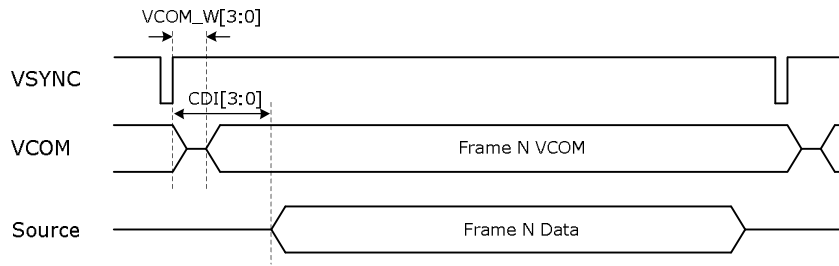 VCOM_W[3:0]
VSYNC
CDI[3:0]
VCOM
Frame N VCOM
Source
Frame N Data